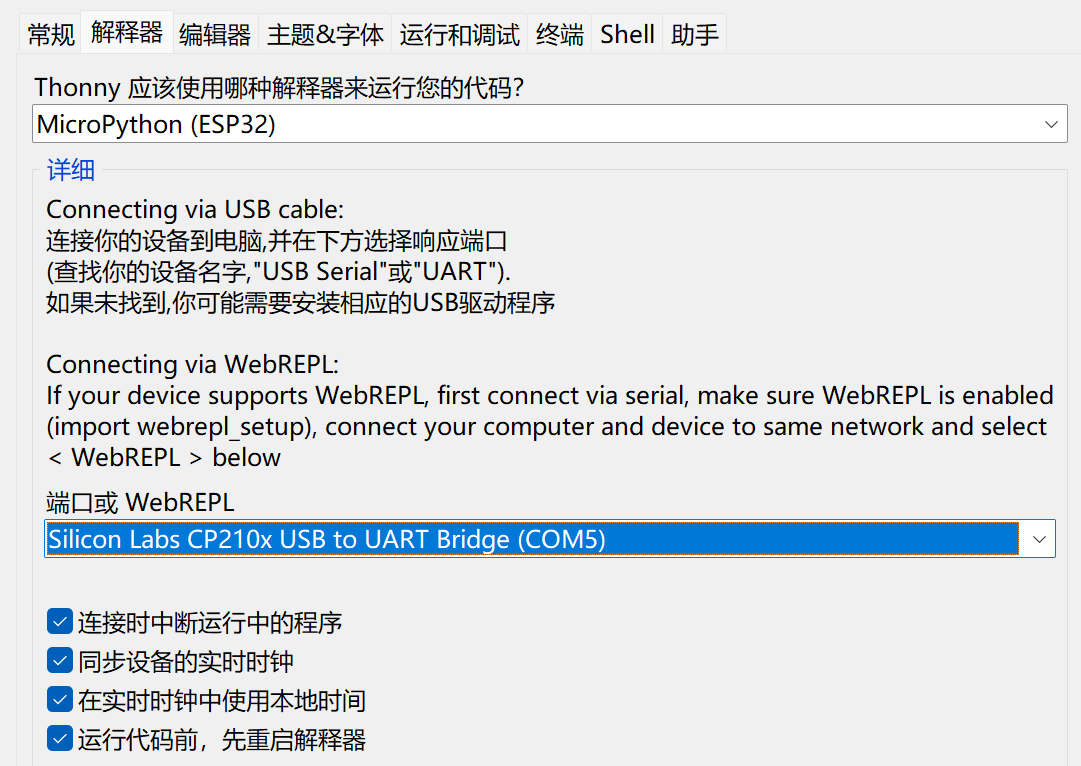 常规 解释器 编辑器 主题&字体 运行和调试 终端 Shell 助手
Thonny 应该使用哪种解释器来运行您的代码？
MicroPython (ESP32)
详细
Connecting via USB cable:
连接你的设备到电脑,并在下方选择响应端口
(查找你的设备名字,"USB Serial"或"UART").
如果未找到,你可能需要安装相应的USB驱动程序
Connecting via WebREPL:
If your device supports WebREPL, first connect via serial, make sure WebREPL is enabled
(import webrepl_setup), connect your computer and device to same network and select
< WebREPL > below
端口或 WebREPL
Silicon Labs CP210x USB to UART Bridge (COM5)
连接时中断运行中的程序
同步设备的实时时钟
在实时时钟中使用本地时间
运行代码前，先重启解释器